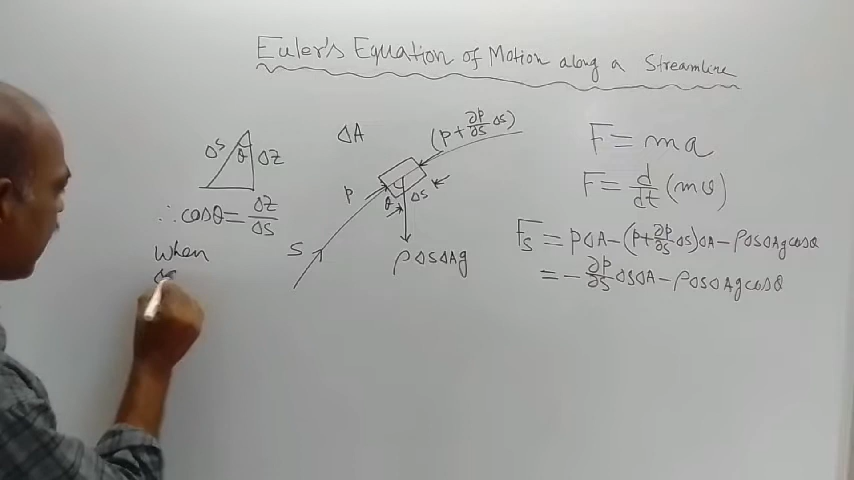 Euler's Equation of Motion along a Streamline
ΔS θ ΔZ
∴ cosθ = ΔZ/ΔS
When
ΔA
(P + ∂P/∂S ΔS)
P
θ ΔS
S
ρΔSΔAg
F = ma
F = d/dt (mv)
F_S = PΔA − (P + ∂P/∂S ΔS)ΔA − ρΔSΔAg cosθ
= − ∂P/∂S ΔSΔA − ρΔSΔAg cosθ